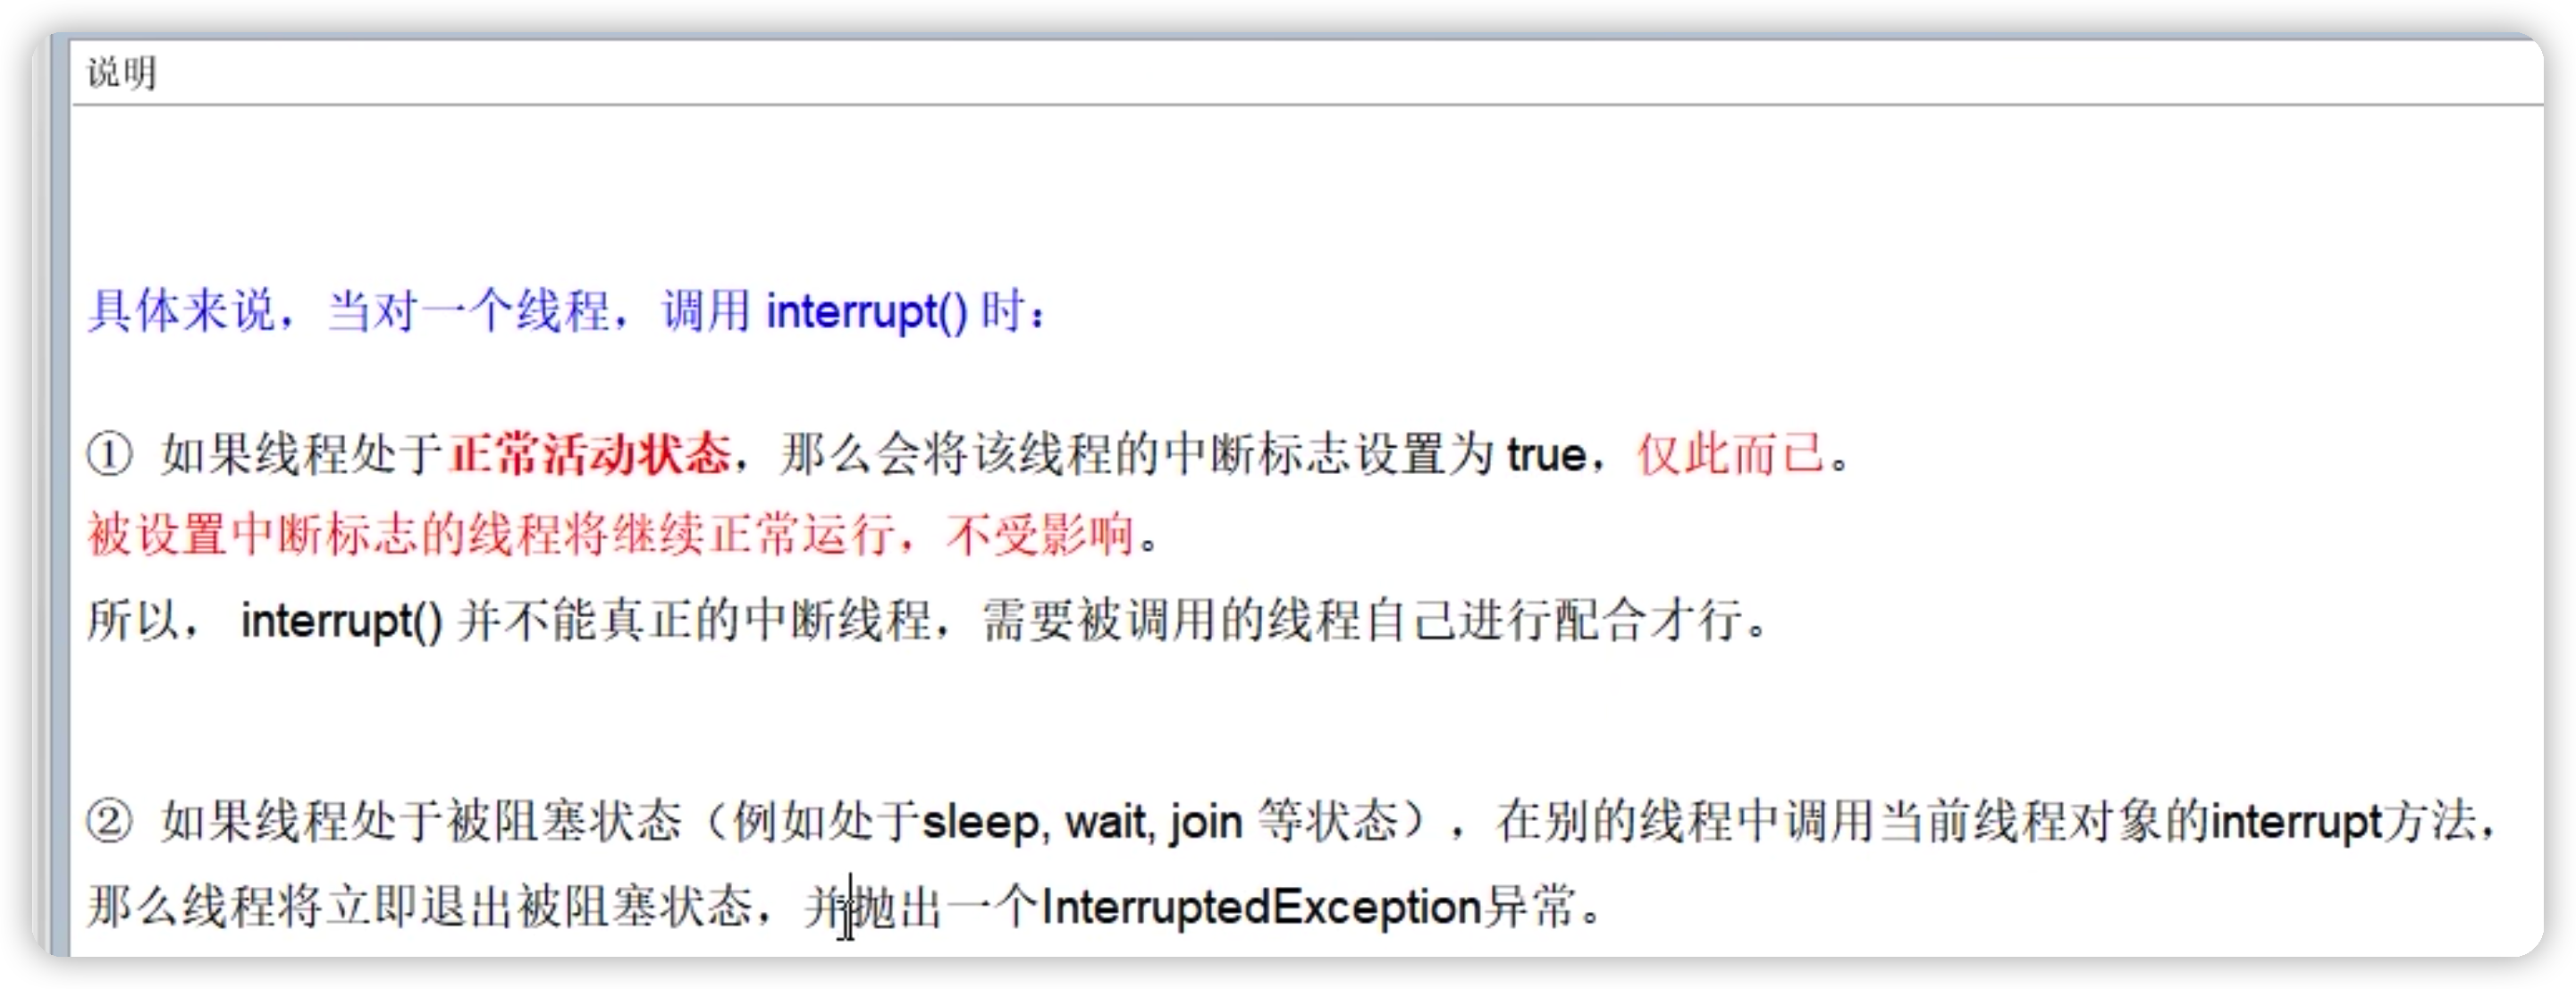 说明
具体来说，当对一个线程，调用 interrupt() 时：
① 如果线程处于正常活动状态，那么会将该线程的中断标志设置为 true，仅此而已。
被设置中断标志的线程将继续正常运行，不受影响。
所以， interrupt() 并不能真正的中断线程，需要被调用的线程自己进行配合才行。
② 如果线程处于被阻塞状态（例如处于sleep, wait, join 等状态），在别的线程中调用当前线程对象的interrupt方法，
那么线程将立即退出被阻塞状态，并抛出一个InterruptedException异常。